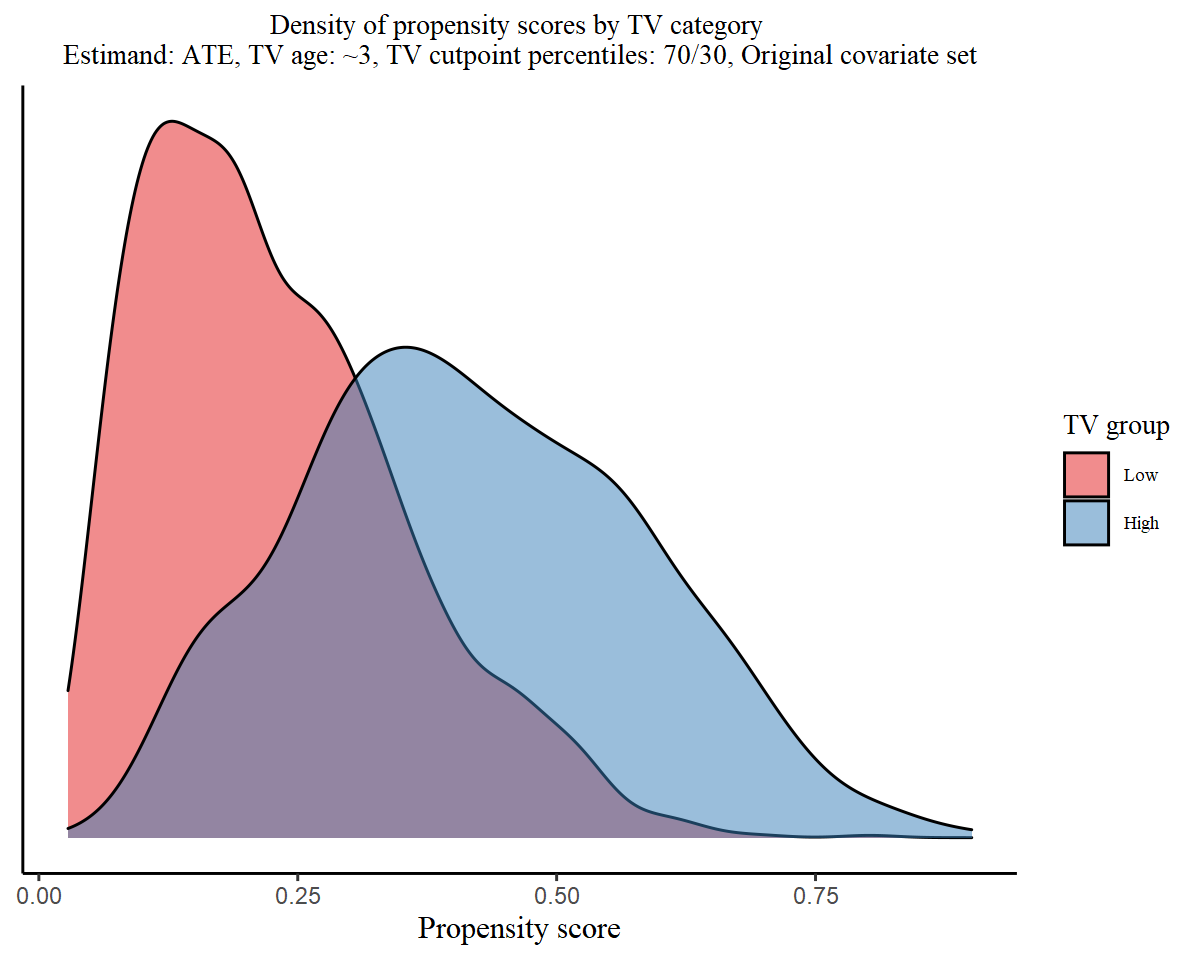 Density of propensity scores by TV category
Estimand: ATE, TV age: ~3, TV cutpoint percentiles: 70/30, Original covariate set
TV group
Low
High
0.00 0.25 0.50 0.75
Propensity score